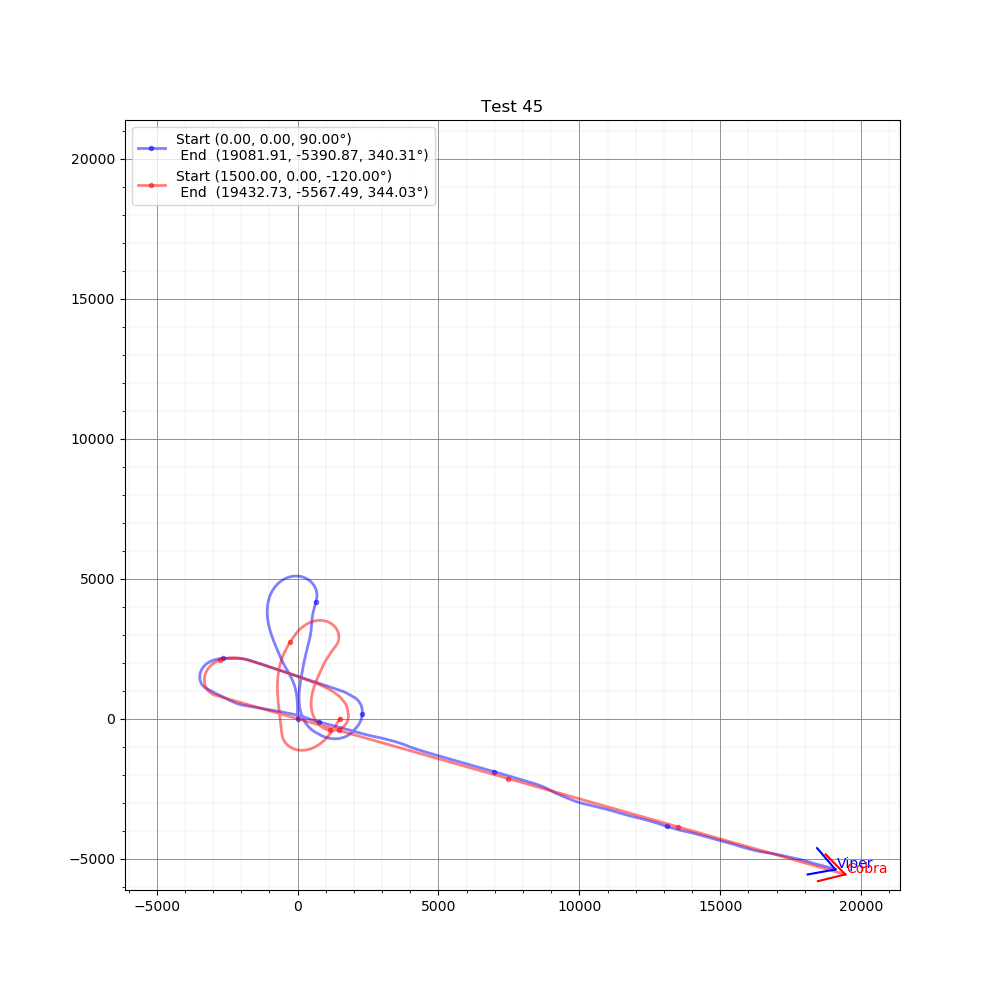 Test 45
Start (0.00, 0.00, 90.00°)
End (19081.91, -5390.87, 340.31°)
Start (1500.00, 0.00, -120.00°)
End (19432.73, -5567.49, 344.03°)
20000
15000
10000
5000
0
−5000
Viper
Cobra
−5000
0
5000
10000
15000
20000